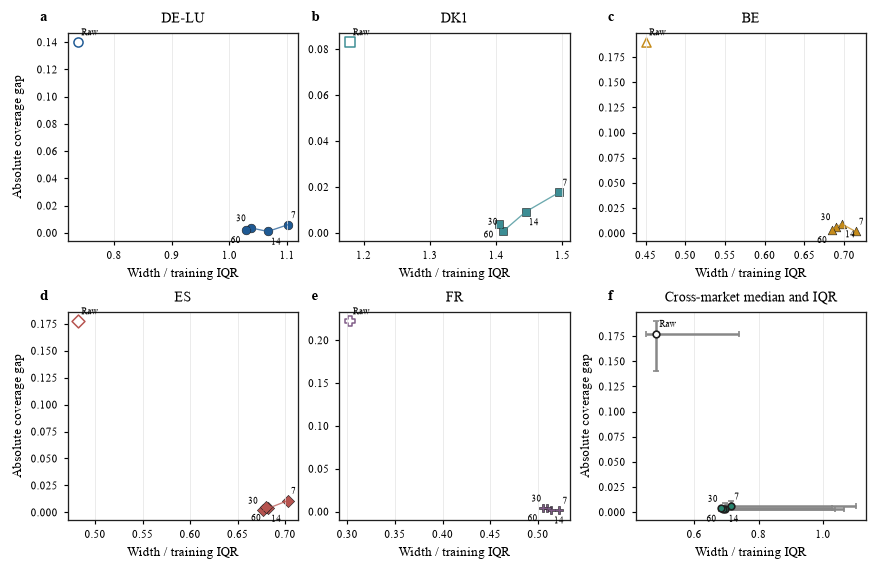 a DE-LU
Raw
0.14
0.12
0.10
0.08
0.06
0.04
0.02
0.00
Absolute coverage gap
30
60
14
7
0.8 0.9 1.0 1.1
Width / training IQR
b DK1
Raw
0.08
0.06
0.04
0.02
0.00
30
60
14
7
1.2 1.3 1.4 1.5
Width / training IQR
c BE
Raw
0.175
0.150
0.125
0.100
0.075
0.050
0.025
0.000
30
60
14
7
0.45 0.50 0.55 0.60 0.65 0.70
Width / training IQR
d ES
Raw
0.175
0.150
0.125
0.100
0.075
0.050
0.025
0.000
Absolute coverage gap
30
60
14
7
0.50 0.55 0.60 0.65 0.70
Width / training IQR
e FR
Raw
0.20
0.15
0.10
0.05
0.00
30
60
14
7
0.30 0.35 0.40 0.45 0.50
Width / training IQR
f Cross-market median and IQR
Raw
0.175
0.150
0.125
0.100
0.075
0.050
0.025
0.000
Absolute coverage gap
30
60
14
7
0.6 0.8 1.0
Width / training IQR